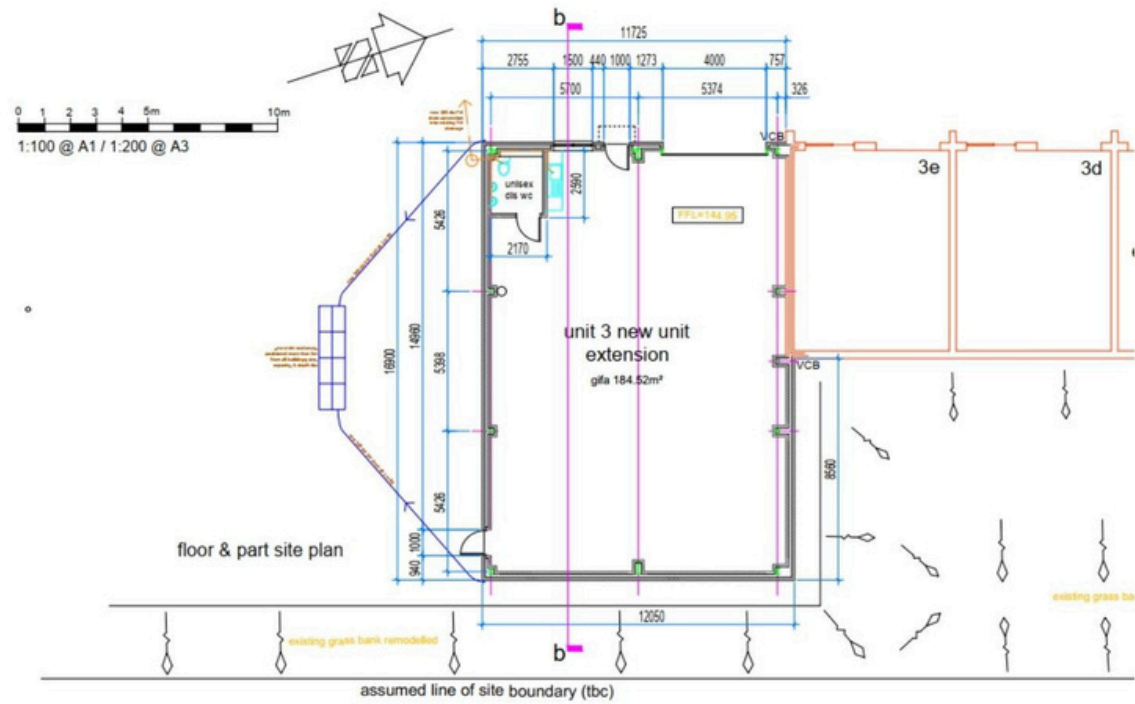 b
11725
2755
1500
440
1000
1273
4000
757
5700
5374
326
0 1 2 3 4 5m 10m
1:100 @ A1 / 1:200 @ A3
VCB
3e
3d
unisex
dis wc
2590
FFL=144.95
2170
5426
14960
16900
5398
unit 3 new unit
extension
gifa 184.52m²
VCB
8560
5426
1000
940
floor & part site plan
12050
existing grass ba
existing grass bank remodelled
b
assumed line of site boundary (tbc)